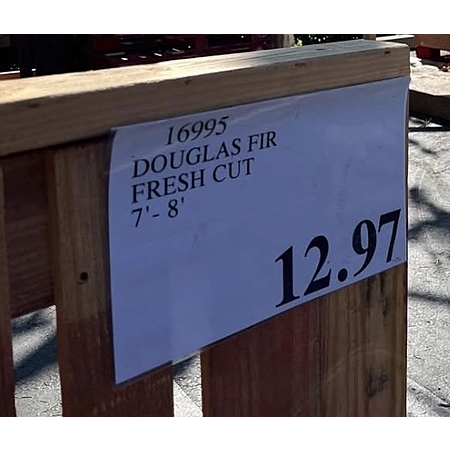 16995
DOUGLAS FIR
FRESH CUT
7'- 8'
12.97